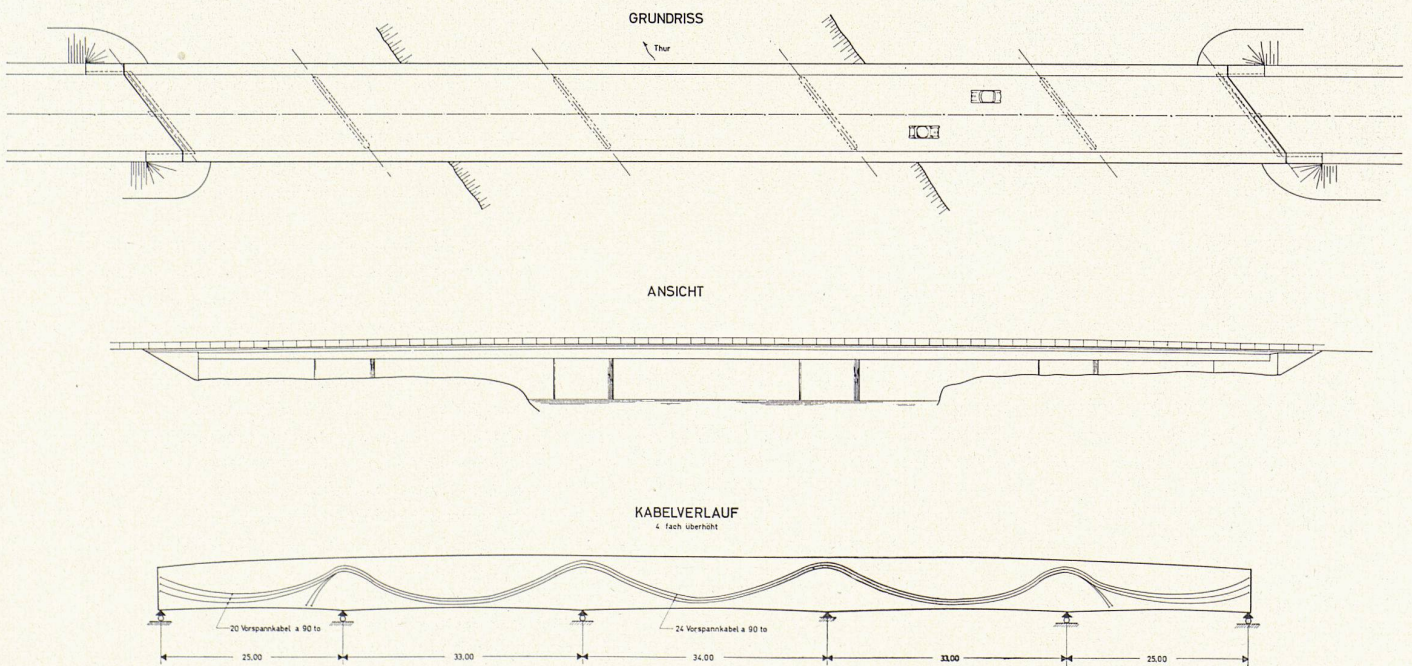 GRUNDRISS
Thur
ANSICHT
KABELVERLAUF
4 fach überhöht
20 Vorspannkabel a 90 to
24 Vorspannkabel a 90 to
25,00 33,00 34,00 33,00 25,00